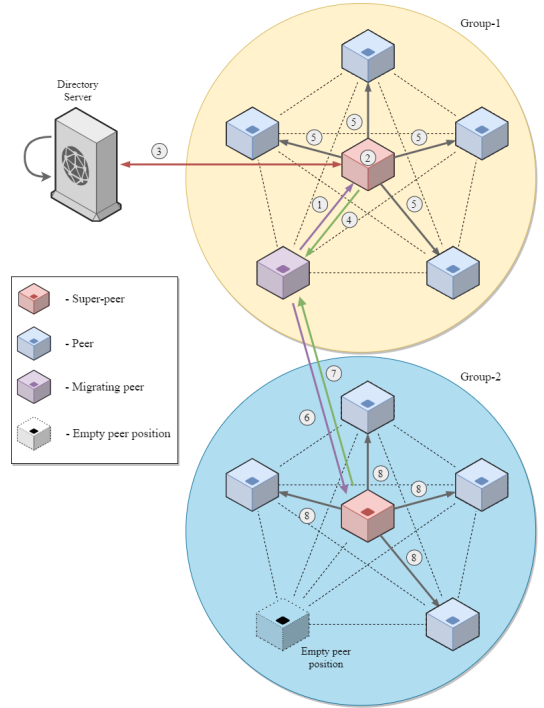 Group-1
Directory
Server
5
3
5
2
5
1
4
5
- Super-peer
- Peer
- Migrating peer
- Empty peer position
7
Group-2
6
8
8
8
8
Empty peer
position